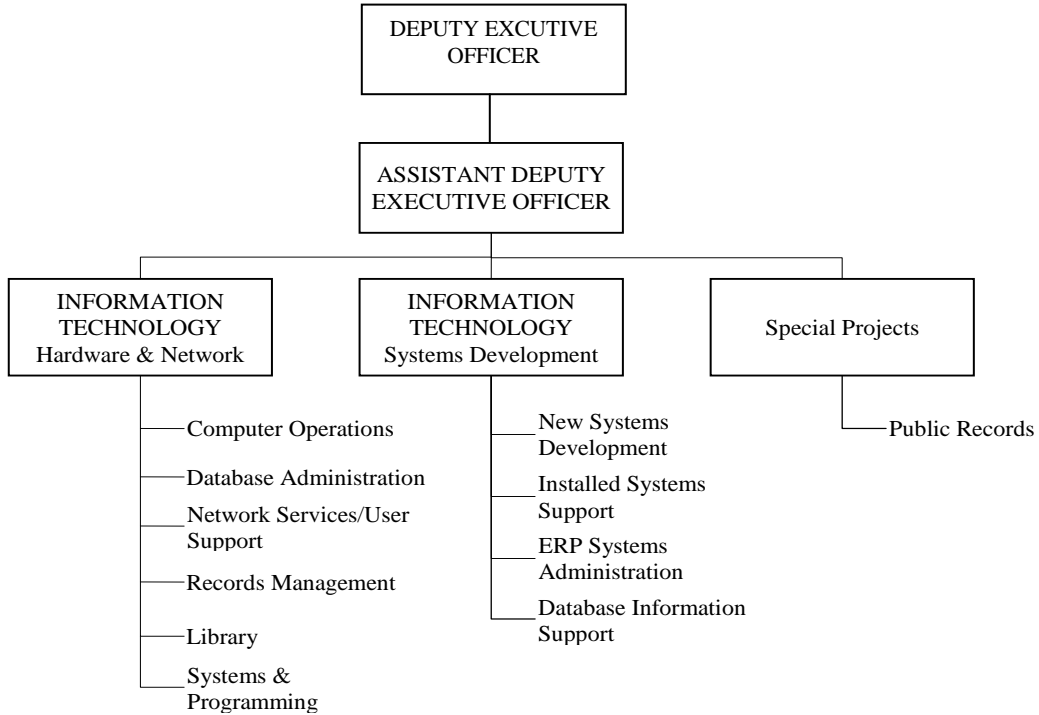 DEPUTY EXCUTIVE
OFFICER
ASSISTANT DEPUTY
EXECUTIVE OFFICER
INFORMATION
TECHNOLOGY
Hardware & Network
Computer Operations
Database Administration
Network Services/User
Support
Records Management
Library
Systems &
Programming
INFORMATION
TECHNOLOGY
Systems Development
New Systems
Development
Installed Systems
Support
ERP Systems
Administration
Database Information
Support
Special Projects
Public Records